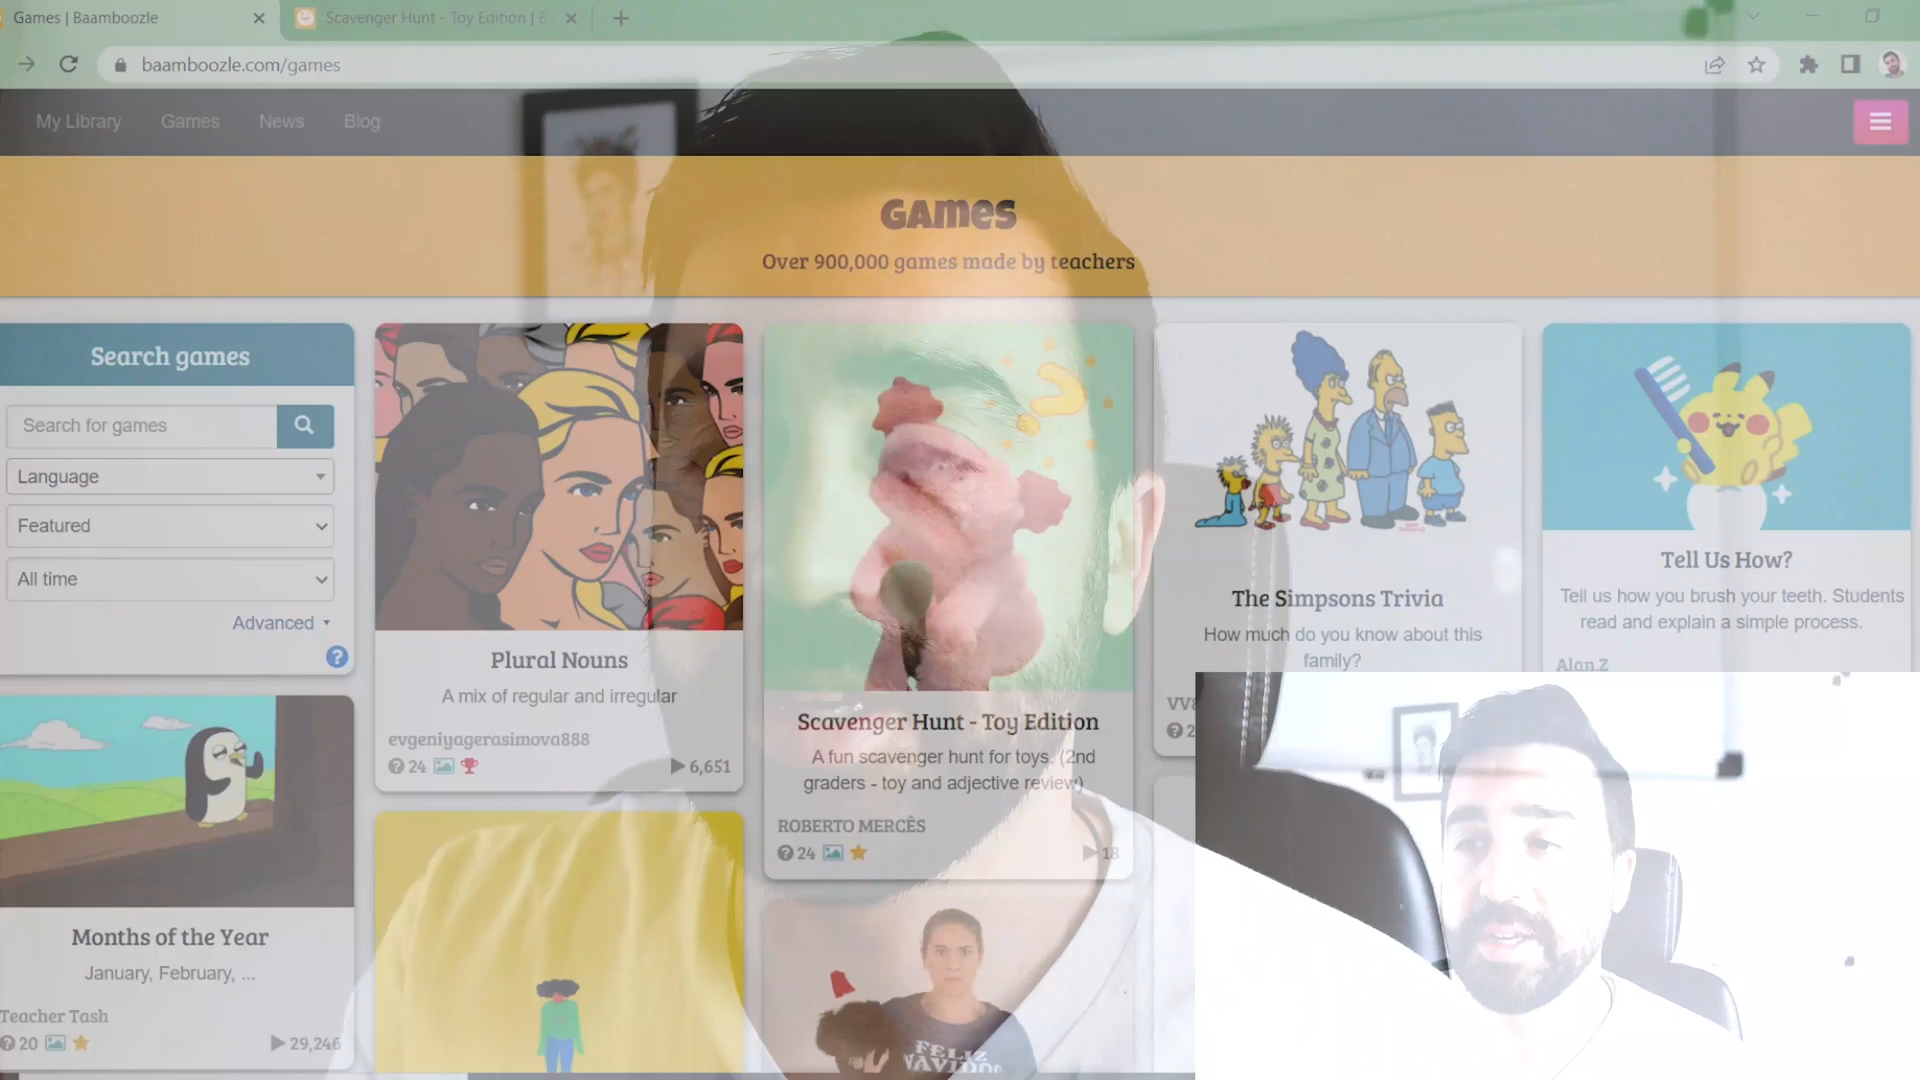 Games | Baamboozle
Scavenger Hunt - Toy Edition | B
baamboozle.com/games
My Library
Games
News
Blog
Games
Over 900,000 games made by teachers
Search games
Search for games
Language
Featured
All time
Advanced
?
Months of the Year
January, February, ...
Teacher Tash
20
29,246
Plural Nouns
A mix of regular and irregular
evgeniyagerasimova888
24
6,651
Scavenger Hunt - Toy Edition
A fun scavenger hunt for toys. (2nd
graders - toy and adjective review)
ROBERTO MERCÊS
24
18
FELIZ
NAVIDAD
The Simpsons Trivia
How much do you know about this
family?
Tell Us How?
Tell us how you brush your teeth. Students
read and explain a simple process.
Alan.Z